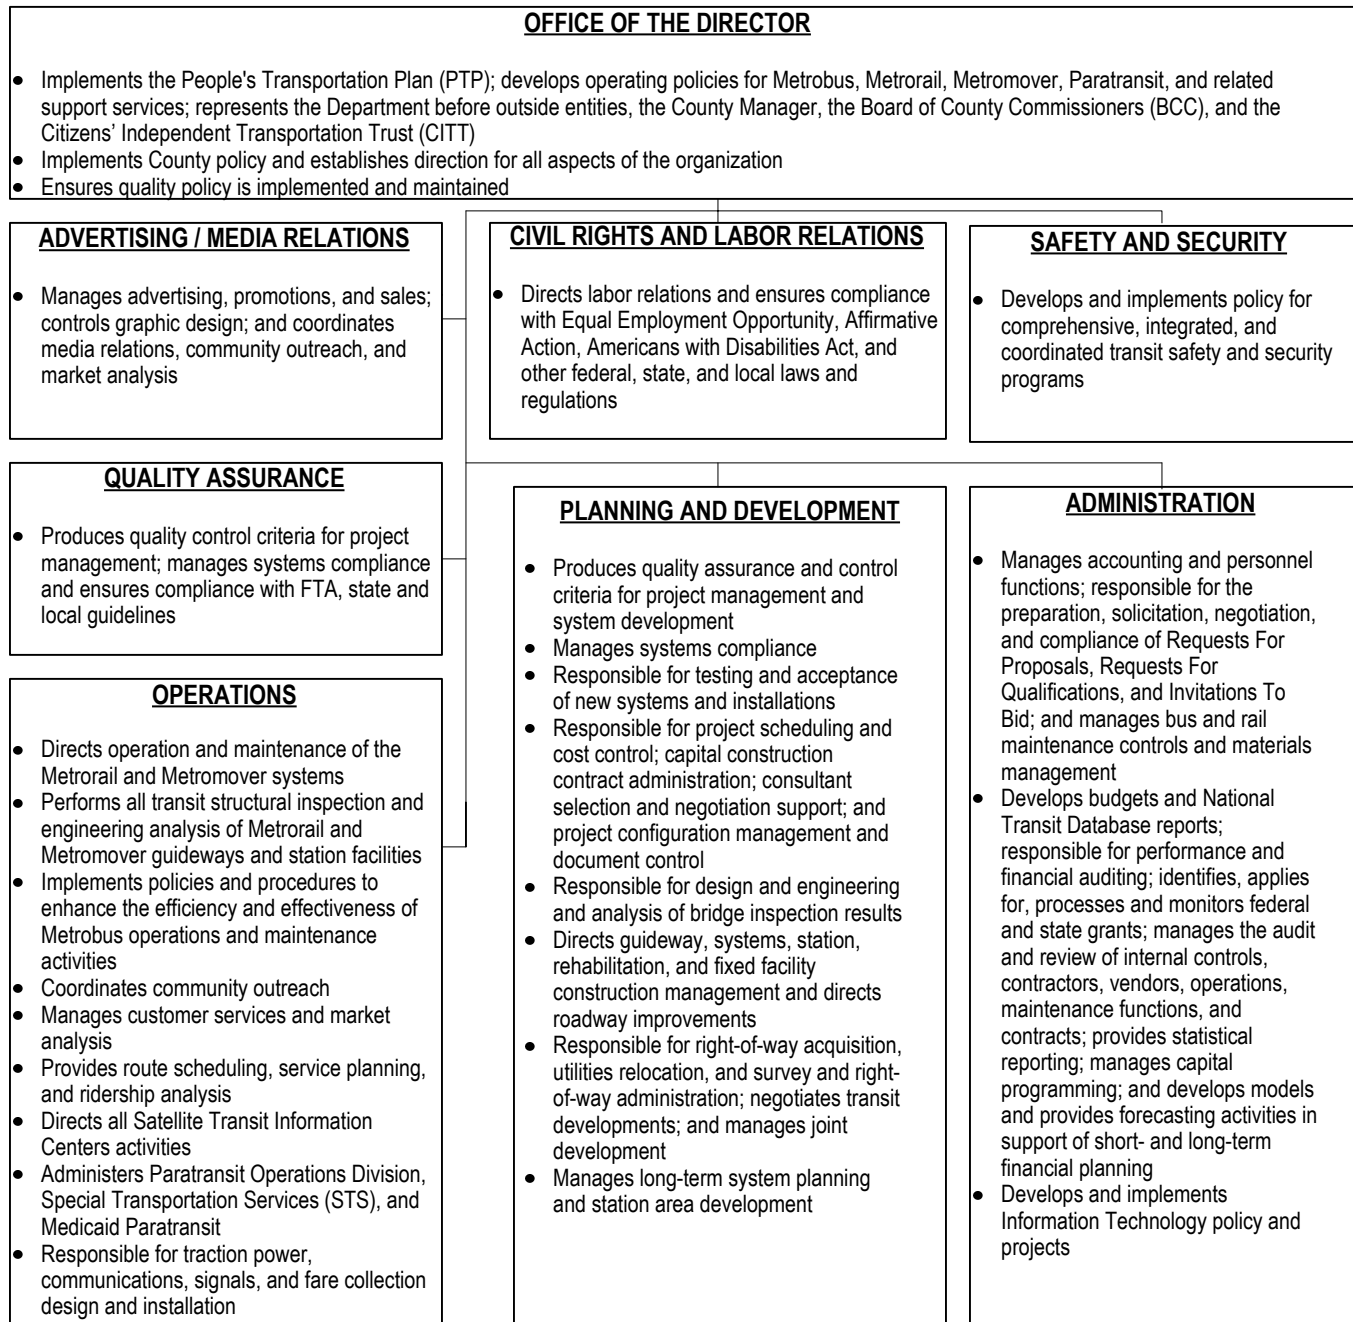 OFFICE OF THE DIRECTOR
• Implements the People's Transportation Plan (PTP); develops operating policies for Metrobus, Metrorail, Metromover, Paratransit, and related
support services; represents the Department before outside entities, the County Manager, the Board of County Commissioners (BCC), and the
Citizens’ Independent Transportation Trust (CITT)
• Implements County policy and establishes direction for all aspects of the organization
• Ensures quality policy is implemented and maintained
ADVERTISING / MEDIA RELATIONS
• Manages advertising, promotions, and sales;
controls graphic design; and coordinates
media relations, community outreach, and
market analysis
CIVIL RIGHTS AND LABOR RELATIONS
• Directs labor relations and ensures compliance
with Equal Employment Opportunity, Affirmative
Action, Americans with Disabilities Act, and
other federal, state, and local laws and
regulations
SAFETY AND SECURITY
• Develops and implements policy for
comprehensive, integrated, and
coordinated transit safety and security
programs
QUALITY ASSURANCE
• Produces quality control criteria for project
management; manages systems compliance
and ensures compliance with FTA, state and
local guidelines
OPERATIONS
• Directs operation and maintenance of the
Metrorail and Metromover systems
• Performs all transit structural inspection and
engineering analysis of Metrorail and
Metromover guideways and station facilities
• Implements policies and procedures to
enhance the efficiency and effectiveness of
Metrobus operations and maintenance
activities
• Coordinates community outreach
• Manages customer services and market
analysis
• Provides route scheduling, service planning,
and ridership analysis
• Directs all Satellite Transit Information
Centers activities
• Administers Paratransit Operations Division,
Special Transportation Services (STS), and
Medicaid Paratransit
• Responsible for traction power,
communications, signals, and fare collection
design and installation
PLANNING AND DEVELOPMENT
• Produces quality assurance and control
criteria for project management and
system development
• Manages systems compliance
• Responsible for testing and acceptance
of new systems and installations
• Responsible for project scheduling and
cost control; capital construction
contract administration; consultant
selection and negotiation support; and
project configuration management and
document control
• Responsible for design and engineering
and analysis of bridge inspection results
• Directs guideway, systems, station,
rehabilitation, and fixed facility
construction management and directs
roadway improvements
• Responsible for right-of-way acquisition,
utilities relocation, and survey and right-
of-way administration; negotiates transit
developments; and manages joint
development
• Manages long-term system planning
and station area development
ADMINISTRATION
• Manages accounting and personnel
functions; responsible for the
preparation, solicitation, negotiation,
and compliance of Requests For
Proposals, Requests For
Qualifications, and Invitations To
Bid; and manages bus and rail
maintenance controls and materials
management
• Develops budgets and National
Transit Database reports;
responsible for performance and
financial auditing; identifies, applies
for, processes and monitors federal
and state grants; manages the audit
and review of internal controls,
contractors, vendors, operations,
maintenance functions, and
contracts; provides statistical
reporting; manages capital
programming; and develops models
and provides forecasting activities in
support of short- and long-term
financial planning
• Develops and implements
Information Technology policy and
projects